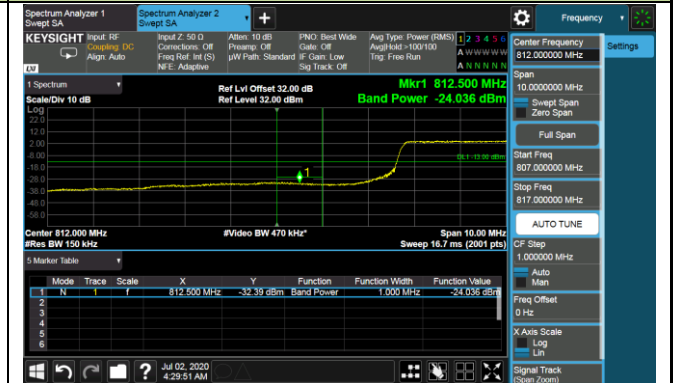 Spectrum Analyzer 1
Swept SA
Spectrum Analyzer 2
Swept SA
+
Frequency
KEYSIGHT
Input: RF
Coupling: DC
Align: Auto
Input Z: 50 Ω
Corrections: Off
Freq Ref: Int (S)
NFE: Adaptive
Atten: 10 dB
Preamp: Off
µW Path: Standard
PNO: Best Wide
Gate: Off
IF Gain: Low
Sig Track: Off
Avg Type: Power (RMS)
Avg|Hold:>100/100
Trig: Free Run
1 2 3 4 5 6
A W W W W W
A N N N N N
LXI
1 Spectrum
Scale/Div 10 dB
Ref Lvl Offset 32.00 dB
Ref Level 32.00 dBm
Mkr1 812.500 MHz
Band Power -24.036 dBm
Log
22.0
12.0
2.00
-8.00
-18.0
-28.0
-38.0
-48.0
-58.0
1
DL1 -13.00 dBm
Center 812.000 MHz
#Res BW 150 kHz
#Video BW 470 kHz*
Span 10.00 MHz
Sweep 16.7 ms (2001 pts)
5 Marker Table
Mode Trace Scale X Y Function Function Width Function Value
1 N 1 f 812.500 MHz -32.39 dBm Band Power 1.000 MHz -24.036 dBm
2
3
4
5
6
Jul 02, 2020
4:29:51 AM
Settings
Center Frequency
812.000000 MHz
Span
10.0000000 MHz
Swept Span
Zero Span
Full Span
Start Freq
807.000000 MHz
Stop Freq
817.000000 MHz
AUTO TUNE
CF Step
1.000000 MHz
Auto
Man
Freq Offset
0 Hz
X Axis Scale
Log
Lin
Signal Track
(Span Zoom)